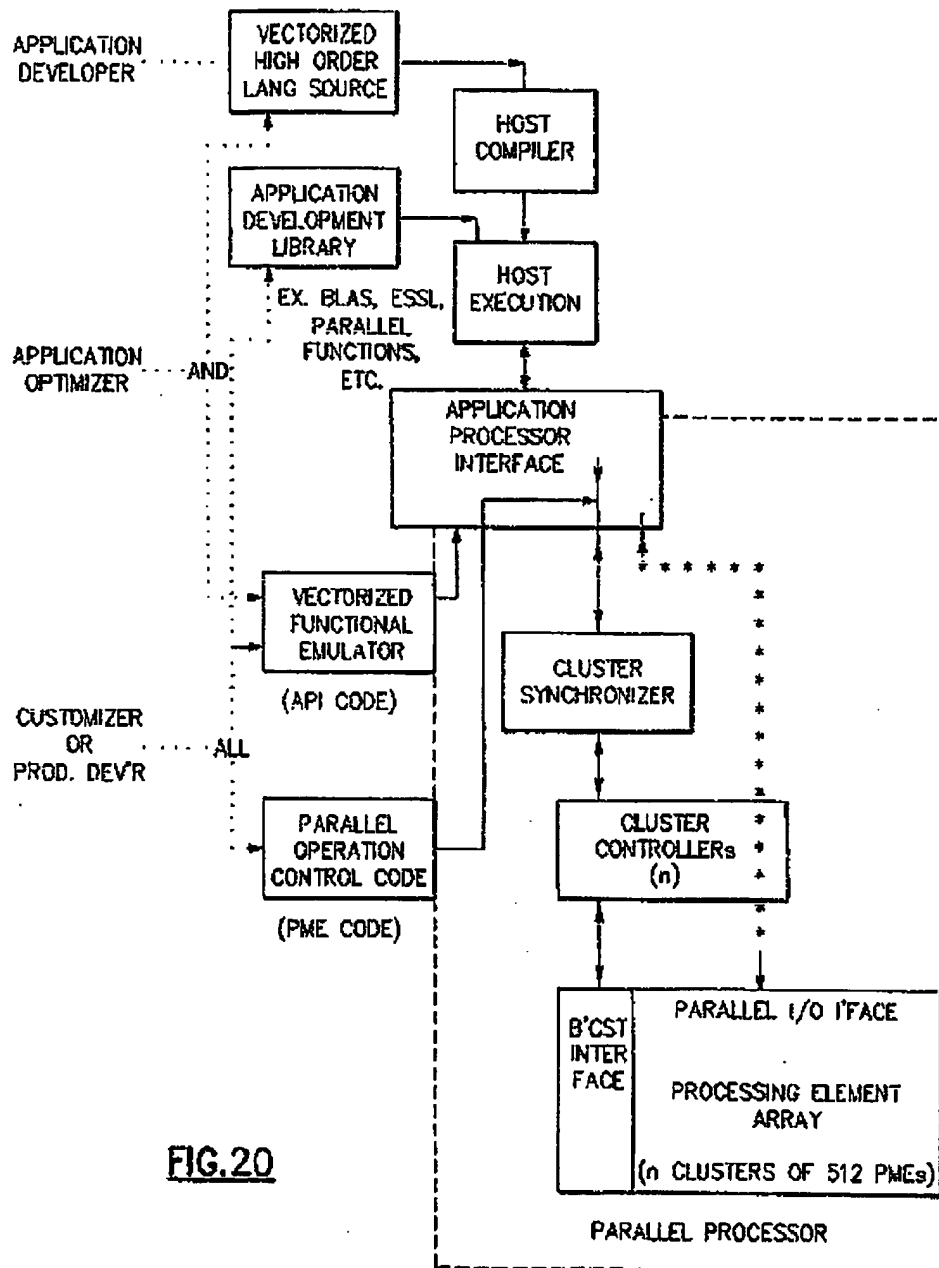 APPLICATION
DEVELOPER
VECTORIZED
HIGH ORDER
LANG SOURCE
HOST
COMPILER
APPLICATION
DEVELOPMENT
LIBRARY
HOST
EXECUTION
EX. BLAS, ESSL,
PARALLEL
FUNCTIONS,
ETC.
APPLICATION
OPTIMIZER
AND
APPLICATION
PROCESSOR
INTERFACE
VECTORIZED
FUNCTIONAL
EMULATOR
(API CODE)
CLUSTER
SYNCHRONIZER
CUSTOMIZER
OR
PROD. DEV'R
ALL
PARALLEL
OPERATION
CONTROL CODE
(PME CODE)
CLUSTER
CONTROLLERs
(n)
B'CST
INTER
FACE
PARALLEL I/O I'FACE
PROCESSING ELEMENT
ARRAY
(n CLUSTERS OF 512 PMEs)
PARALLEL PROCESSOR
FIG.20